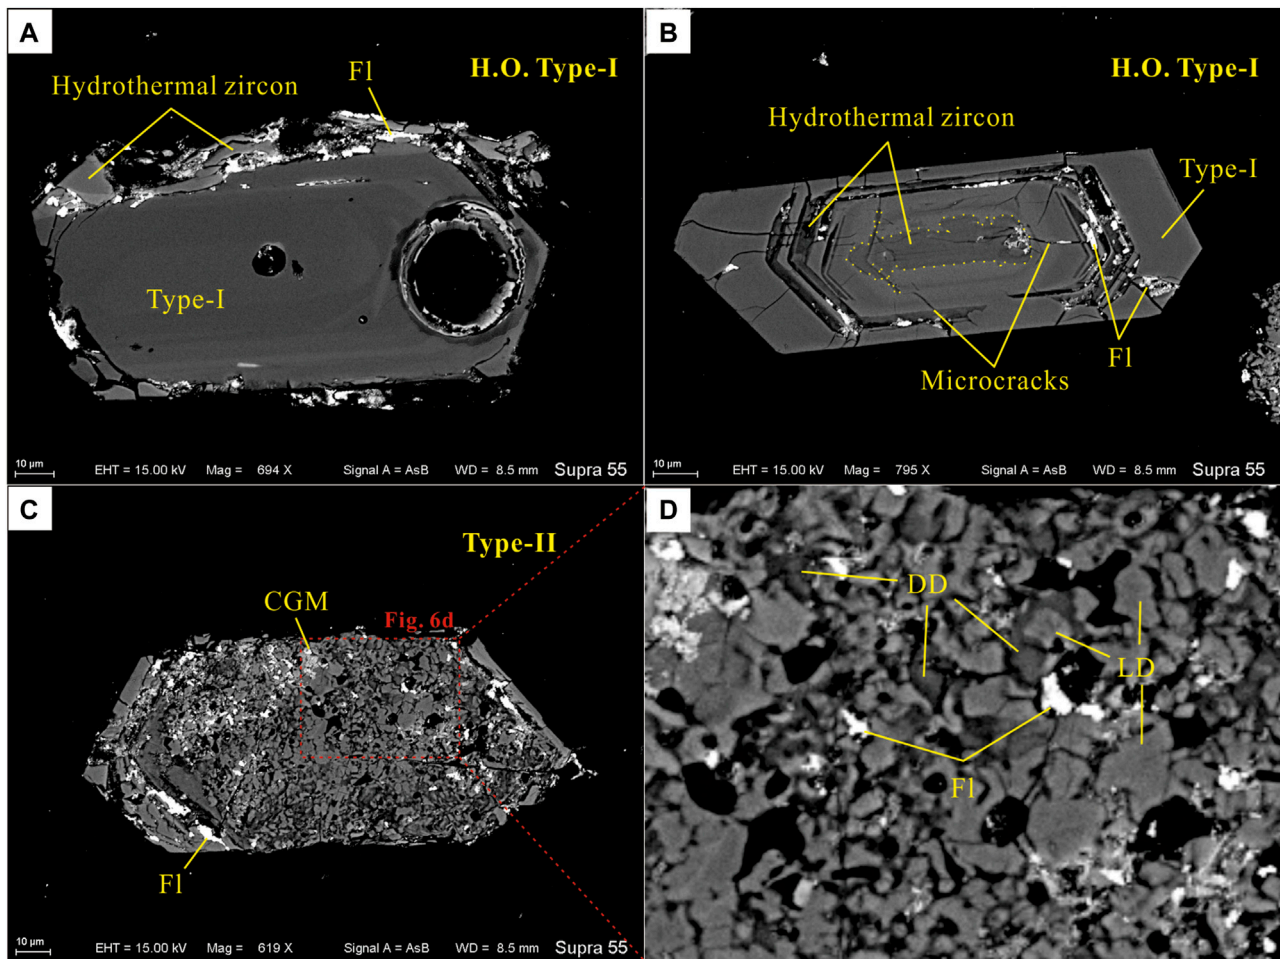 A
H.O. Type-I
Fl
Hydrothermal zircon
Type-I
10 µm
EHT = 15.00 kV Mag = 694 X Signal A = AsB WD = 8.5 mm Supra 55
B
H.O. Type-I
Hydrothermal zircon
Type-I
Fl
Microcracks
10 µm
EHT = 15.00 kV Mag = 795 X Signal A = AsB WD = 8.5 mm Supra 55
C
Type-II
CGM
Fig. 6d
Fl
10 µm
EHT = 15.00 kV Mag = 619 X Signal A = AsB WD = 8.5 mm Supra 55
D
DD
LD
Fl